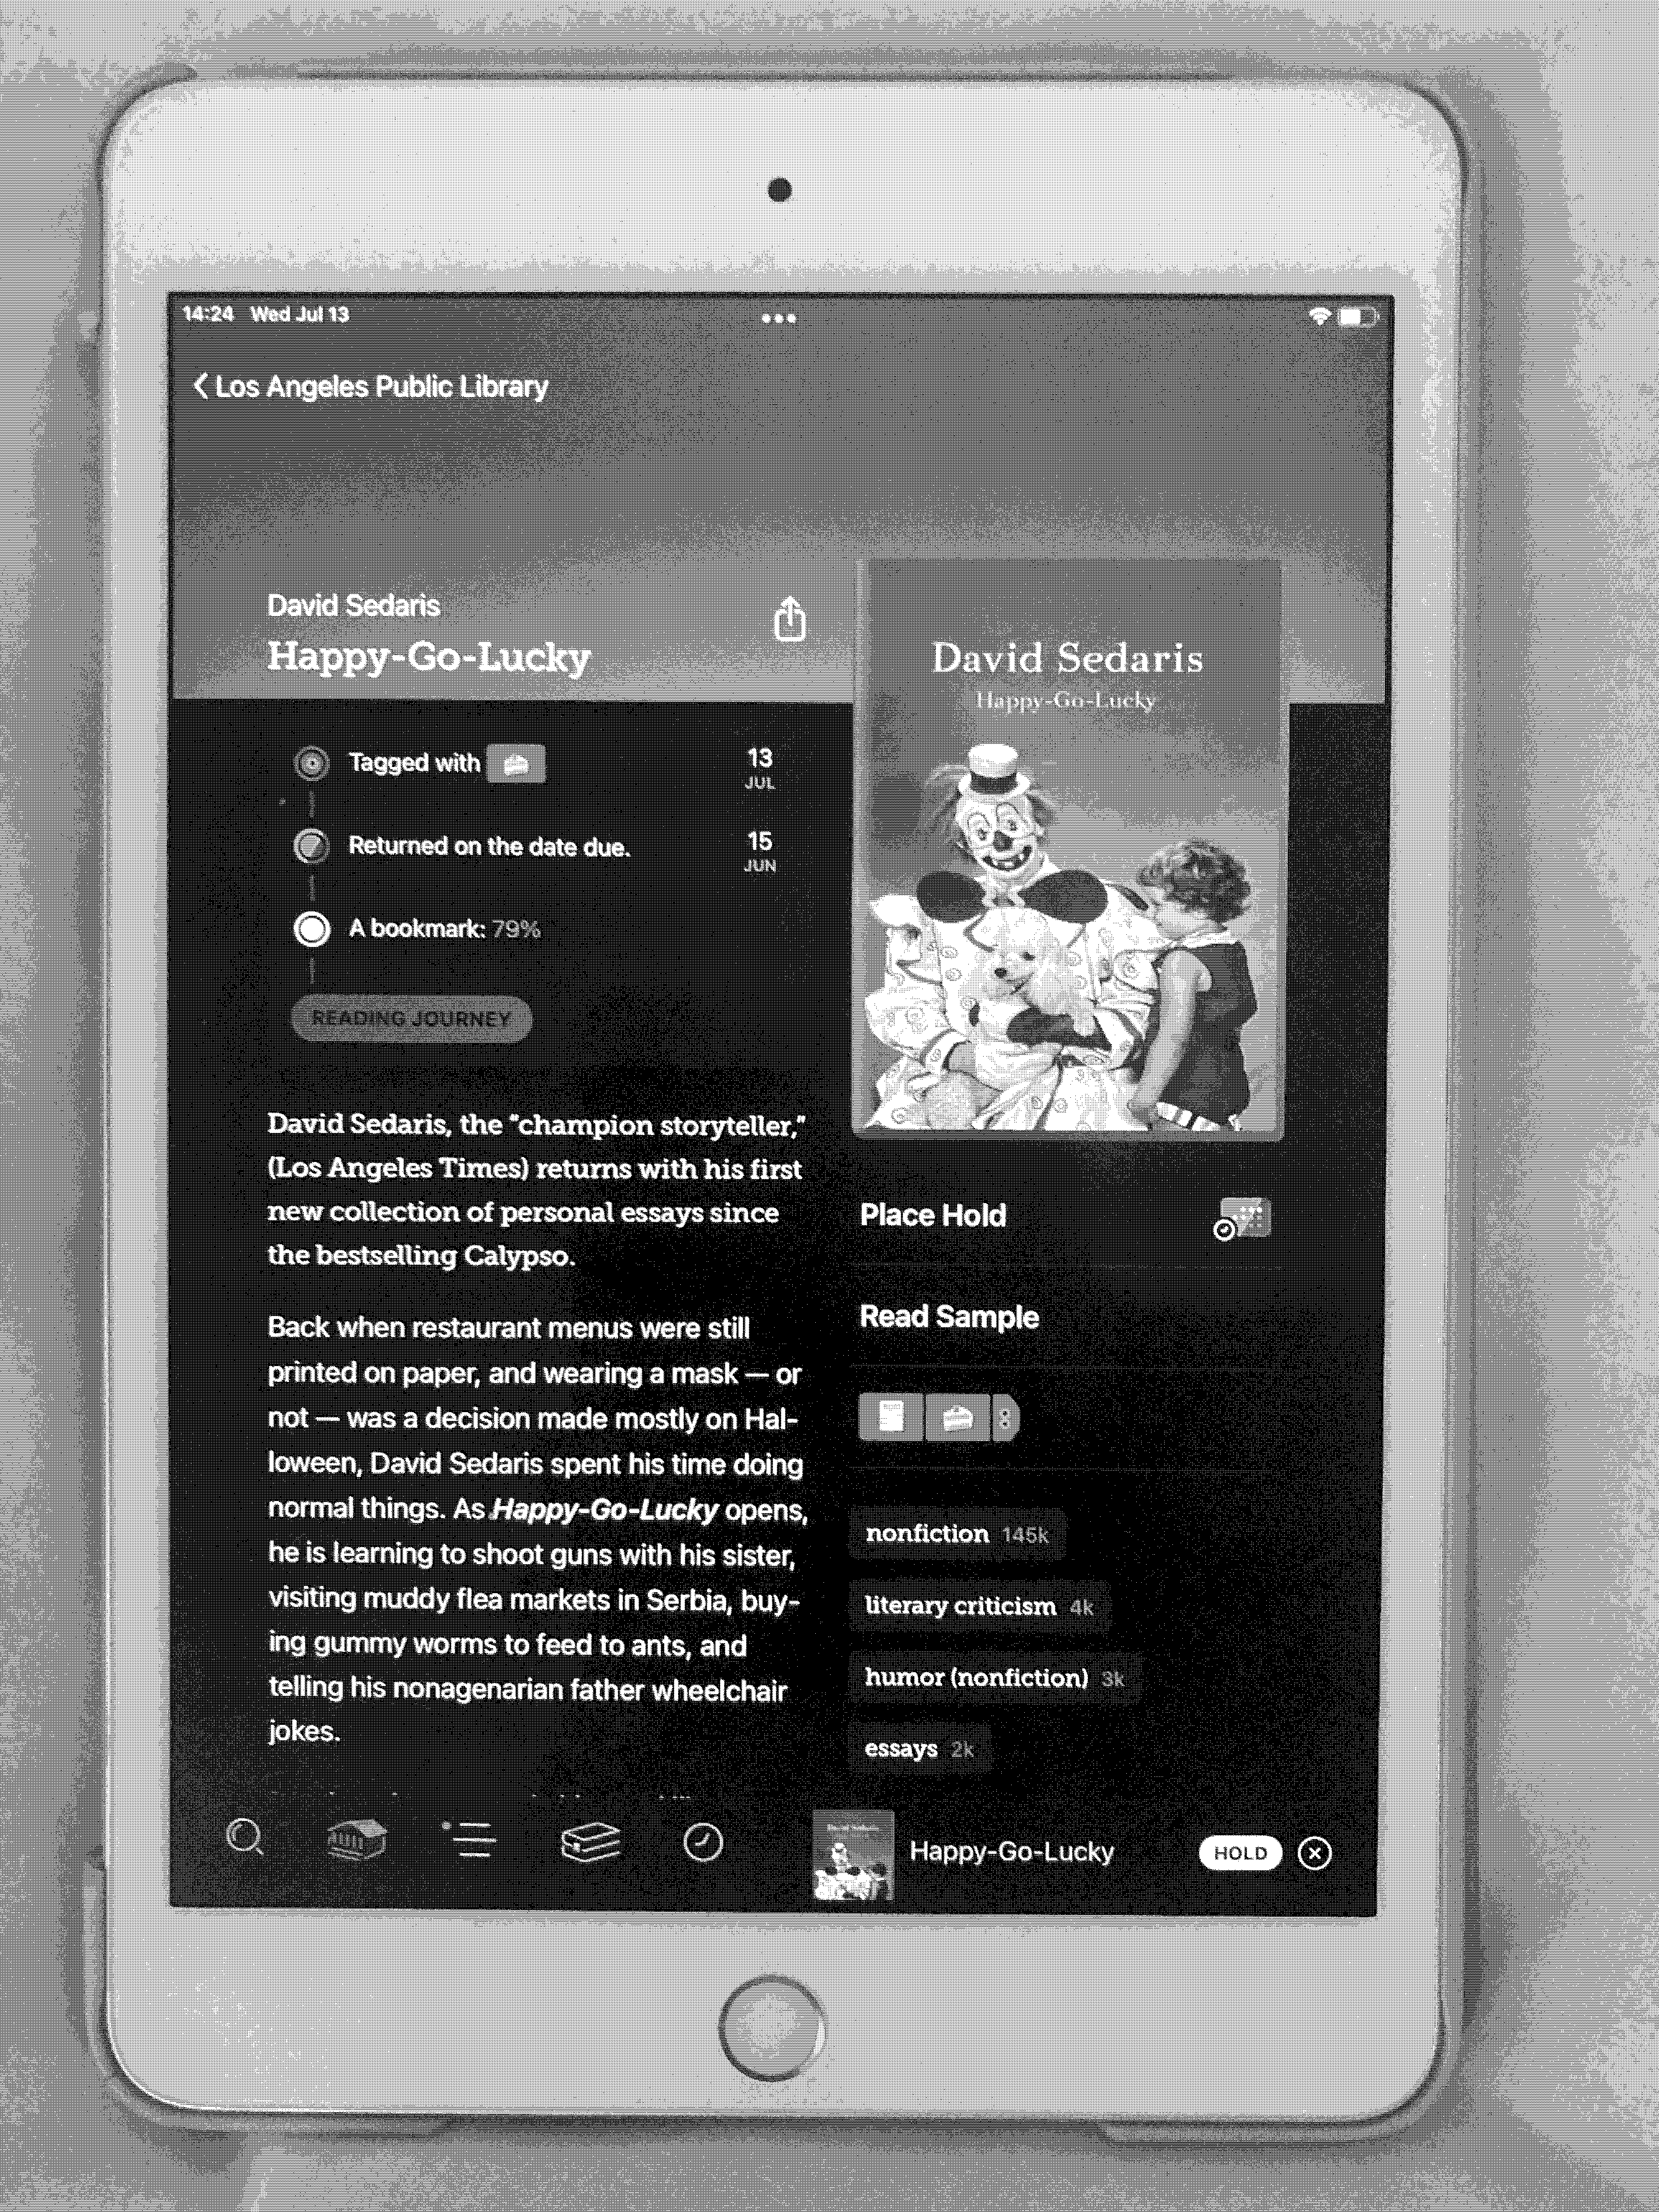 14:24 Wed Jul 13
Los Angeles Public Library
David Sedaris
Happy-Go-Lucky
Tagged with
13
JUL
Returned on the date due.
15
JUN
A bookmark: 79%
READING JOURNEY
David Sedaris, the "champion storyteller,"
(Los Angeles Times) returns with his first
new collection of personal essays since
the bestselling Calypso.
Back when restaurant menus were still
printed on paper, and wearing a mask — or
not — was a decision made mostly on Hal-
loween, David Sedaris spent his time doing
normal things. As Happy-Go-Lucky opens,
he is learning to shoot guns with his sister,
visiting muddy flea markets in Serbia, buy-
ing gummy worms to feed to ants, and
telling his nonagenarian father wheelchair
jokes.
David Sedaris
Happy-Go-Lucky
Place Hold
Read Sample
nonfiction 145k
literary criticism 4k
humor (nonfiction) 3k
essays 2k
Happy-Go-Lucky
HOLD